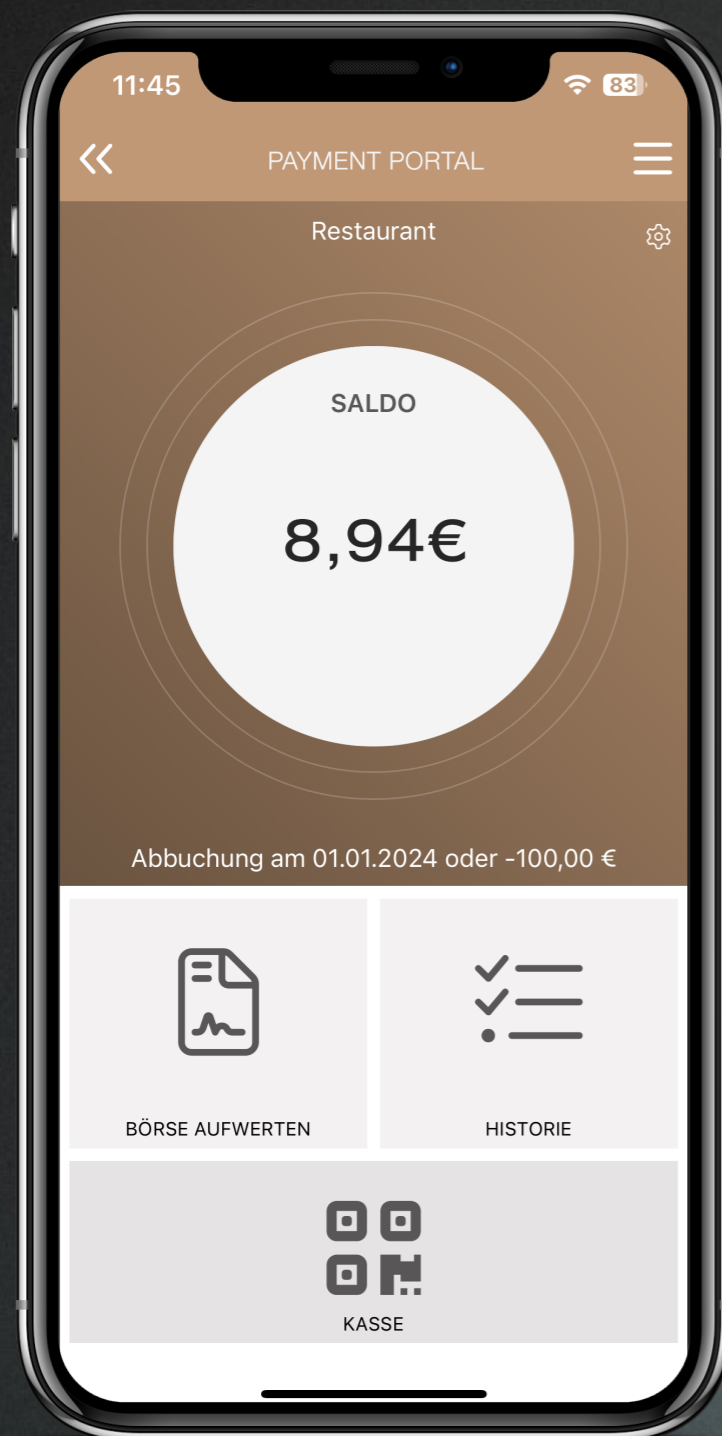 11:45
83
PAYMENT PORTAL
Restaurant
SALDO
8,94€
Abbuchung am 01.01.2024 oder -100,00 €
BÖRSE AUFWERTEN
HISTORIE
KASSE